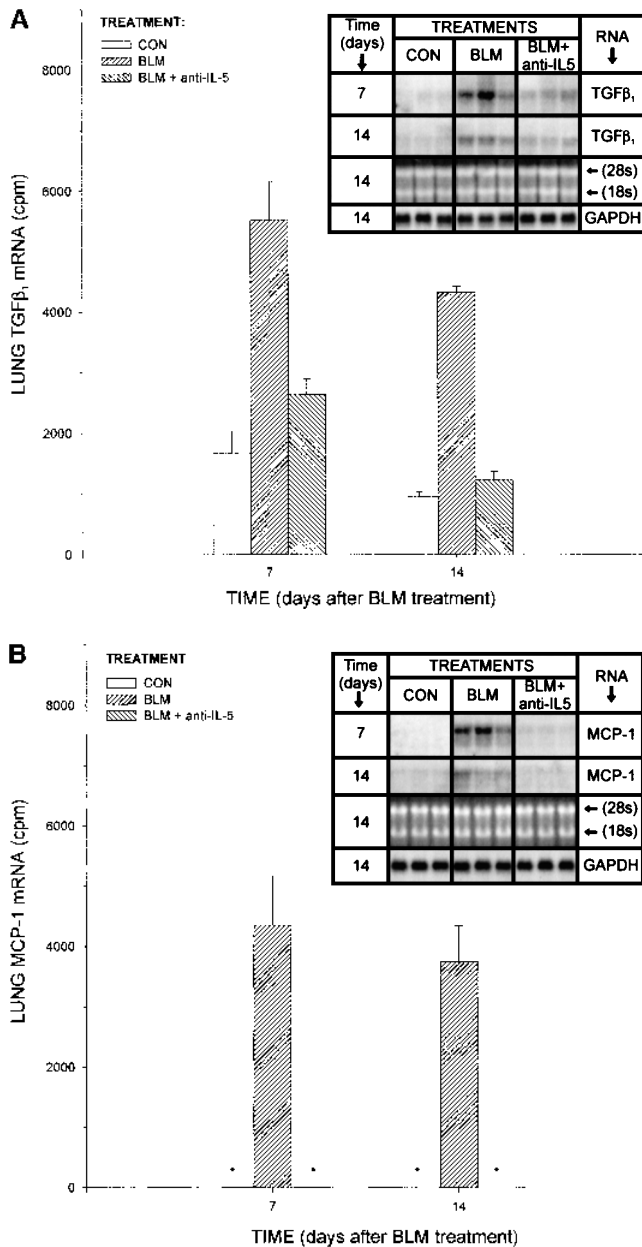 A
TREATMENT:
CON
BLM
BLM + anti-IL-5
Time (days)
TREATMENTS
RNA
CON
BLM
BLM+ anti-IL5
7
TGFβ₁
14
TGFβ₁
14
(28s)
(18s)
14
GAPDH
LUNG TGFβ₁ mRNA (cpm)
8000
6000
4000
2000
0
7
14
TIME (days after BLM treatment)
B
TREATMENT
CON
BLM
BLM + anti-IL-5
Time (days)
TREATMENTS
RNA
CON
BLM
BLM+ anti-IL5
7
MCP-1
14
MCP-1
14
(28s)
(18s)
14
GAPDH
LUNG MCP-1 mRNA (cpm)
8000
6000
4000
2000
0
7
14
TIME (days after BLM treatment)